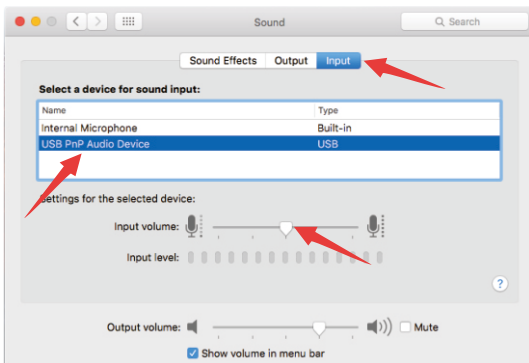 Sound
Search
Sound Effects Output Input
Select a device for sound input:
Name Type
Internal Microphone Built-in
USB PnP Audio Device USB
Settings for the selected device:
Input volume:
Input level:
?
Output volume: Mute
Show volume in menu bar